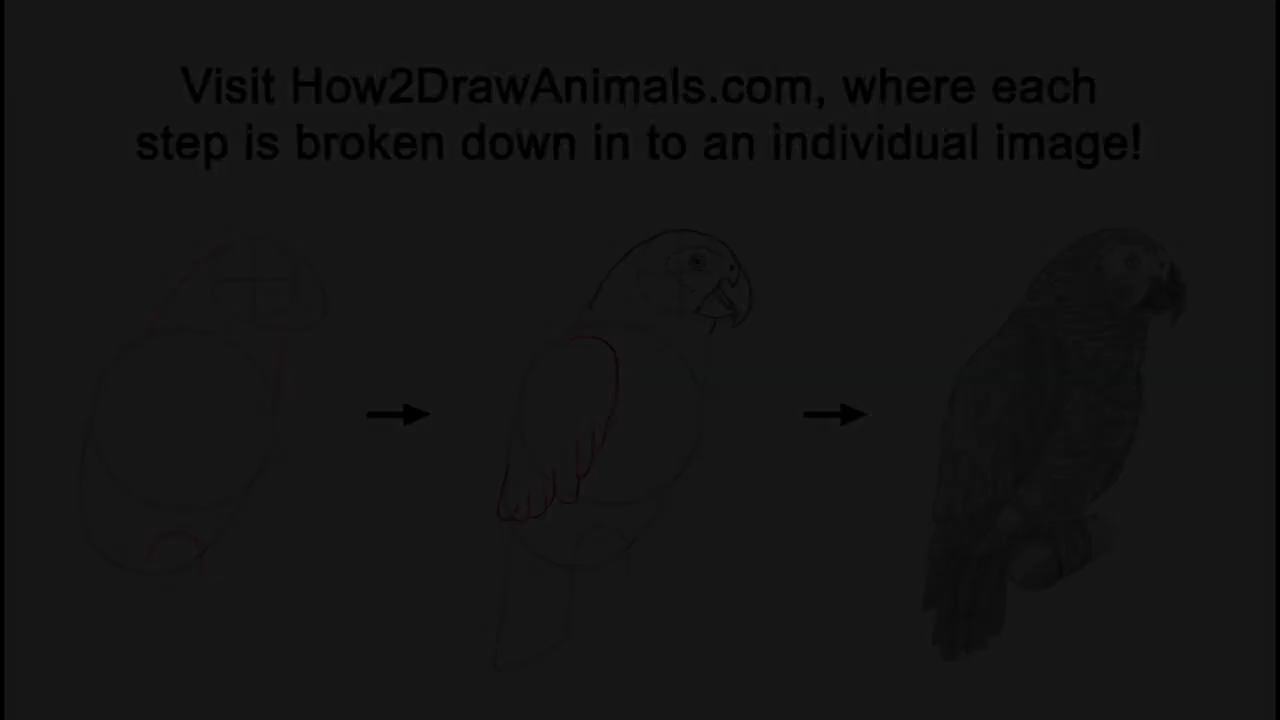 Visit How2DrawAnimals.com, where each
step is broken down in to an individual image!